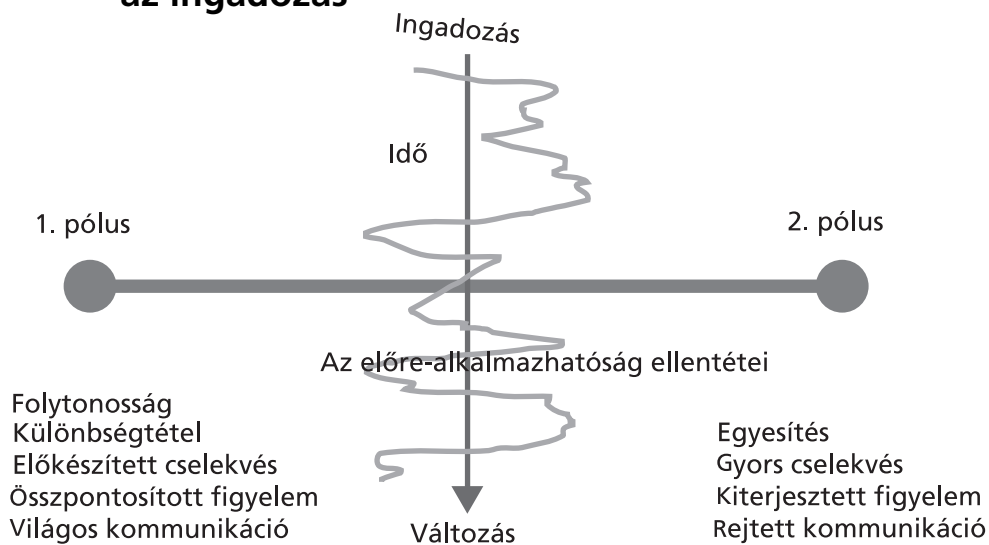 az ingadozás
Ingadozás
Idő
1. pólus
2. pólus
Az előre-alkalmazhatóság ellentétei
Folytonosság
Különbségtétel
Előkészített cselekvés
Összpontosított figyelem
Világos kommunikáció
Egyesítés
Gyors cselekvés
Kiterjesztett figyelem
Rejtett kommunikáció
Változás